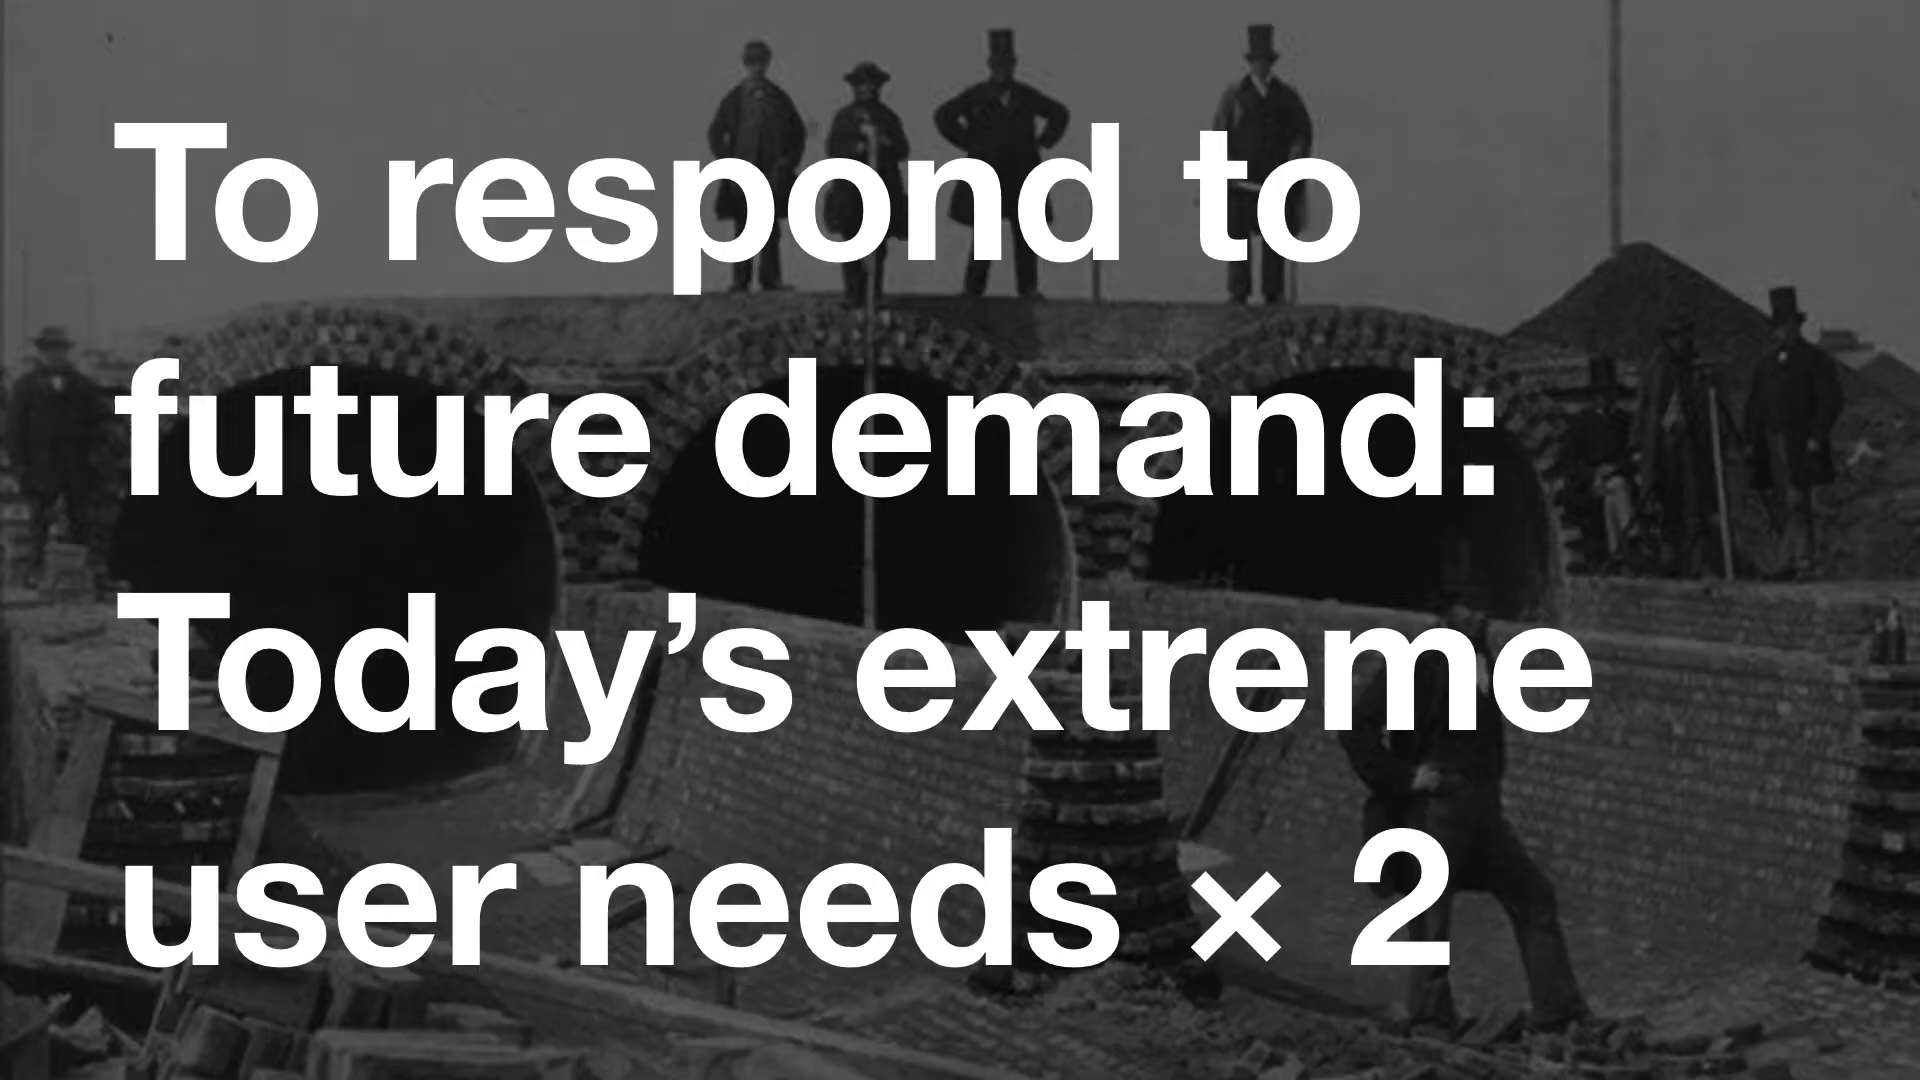 To respond to
future demand:
Today’s extreme
user needs × 2